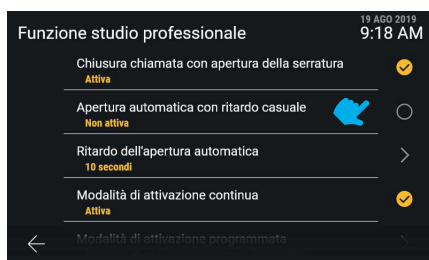 Funzione studio professionale
19 AGO 2019
9:18 AM
Chiusura chiamata con apertura della serratura
Attiva
Apertura automatica con ritardo casuale
Non attiva
Ritardo dell'apertura automatica
10 secondi
Modalità di attivazione continua
Attiva
Modalità di attivazione programmata